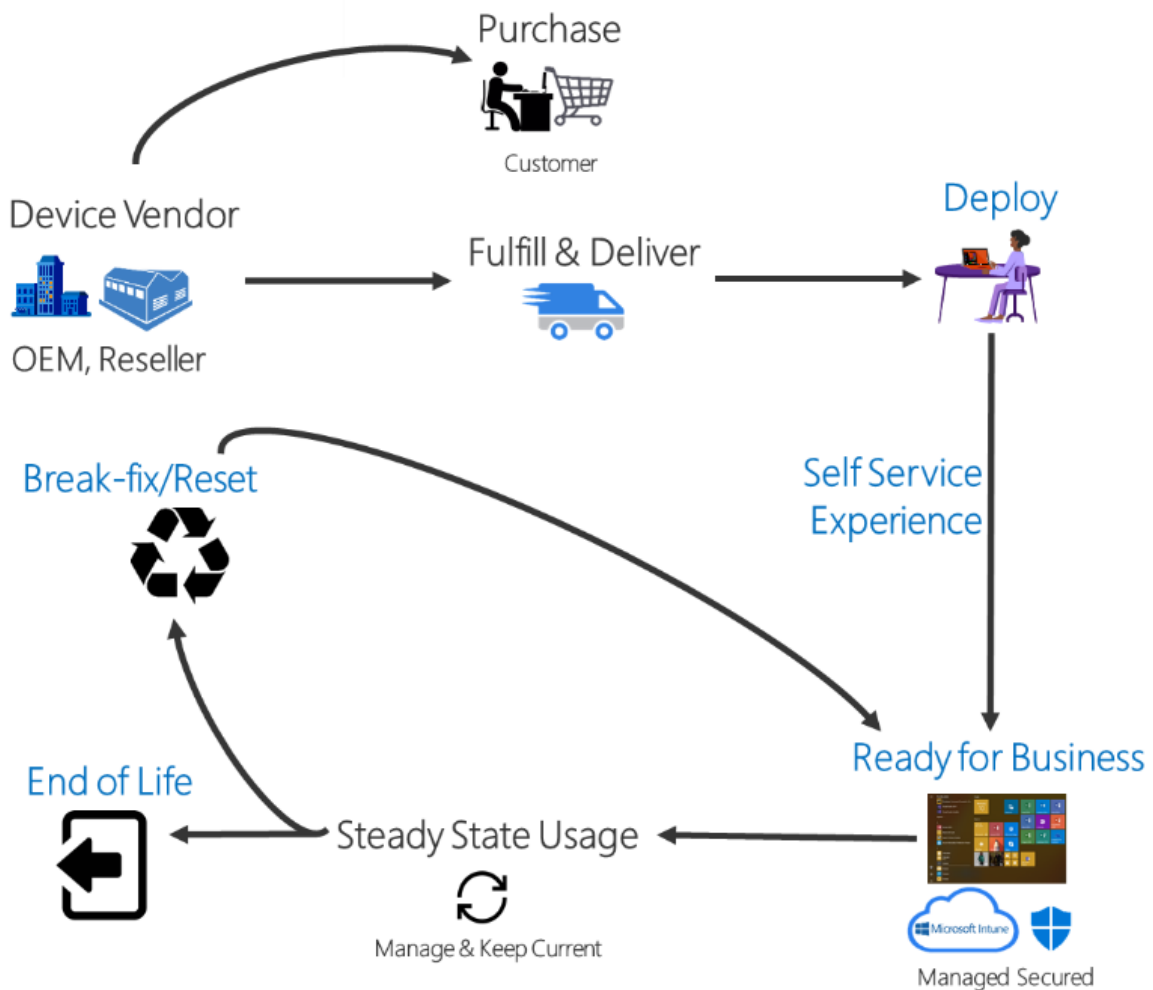 Purchase
Customer
Device Vendor
OEM, Reseller
Fulfill & Deliver
Deploy
Self Service
Experience
Break-fix/Reset
Ready for Business
Microsoft Intune
Managed Secured
End of Life
Steady State Usage
Manage & Keep Current